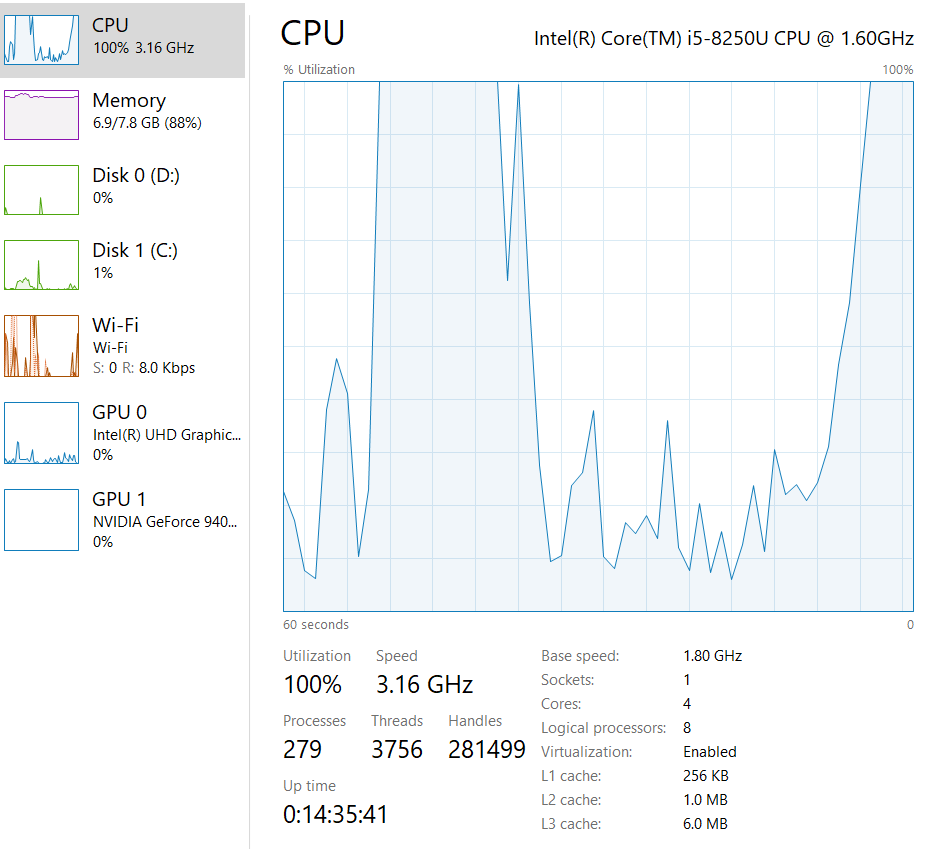 CPU
100% 3.16 GHz
Memory
6.9/7.8 GB (88%)
Disk 0 (D:)
0%
Disk 1 (C:)
1%
Wi-Fi
Wi-Fi
S: 0 R: 8.0 Kbps
GPU 0
Intel(R) UHD Graphic...
0%
GPU 1
NVIDIA GeForce 940...
0%
CPU
Intel(R) Core(TM) i5-8250U CPU @ 1.60GHz
% Utilization 100%
60 seconds 0
Utilization Speed
100% 3.16 GHz
Processes Threads Handles
279 3756 281499
Up time
0:14:35:41
Base speed: 1.80 GHz
Sockets: 1
Cores: 4
Logical processors: 8
Virtualization: Enabled
L1 cache: 256 KB
L2 cache: 1.0 MB
L3 cache: 6.0 MB